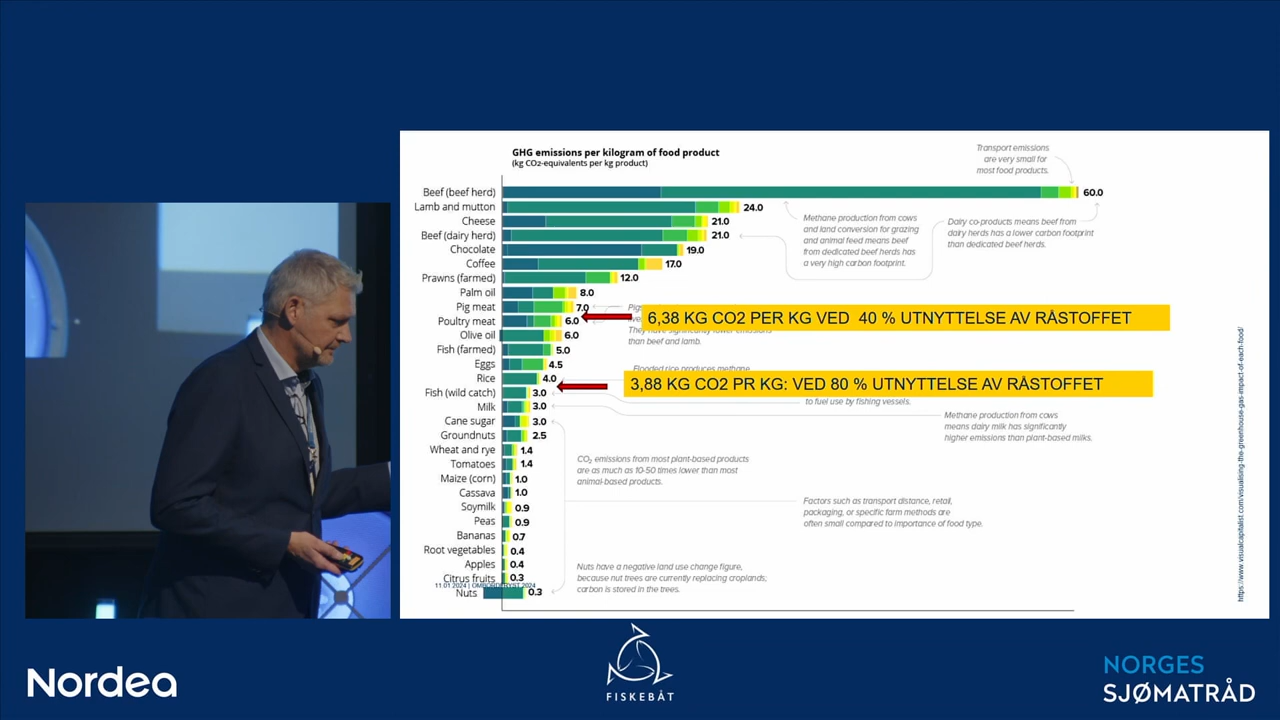 GHG emissions per kilogram of food product
(kg CO2-equivalents per kg product)
Transport emissions
are very small for
most food products.
Beef (beef herd) 60.0
Lamb and mutton 24.0
Cheese 21.0
Beef (dairy herd) 21.0
Chocolate 19.0
Coffee 17.0
Prawns (farmed) 12.0
Palm oil 8.0
Pig meat 7.0
Poultry meat 6.0
Olive oil 6.0
Fish (farmed) 5.0
Eggs 4.5
Rice 4.0
Fish (wild catch) 3.0
Milk 3.0
Cane sugar 3.0
Groundnuts 2.5
Wheat and rye 1.4
Tomatoes 1.4
Maize (corn) 1.0
Cassava 1.0
Soymilk 0.9
Peas 0.9
Bananas 0.7
Root vegetables 0.4
Apples 0.4
Citrus fruits 0.3
11.01.2024 | OMBORDFRYST 2024
Nuts 0.3
Methane production from cows
and land conversion for grazing
and animal feed means beef
from dedicated beef herds has
a very high carbon footprint.
Dairy co-products means beef from
dairy herds has a lower carbon footprint
than dedicated beef herds.
6,38 KG CO2 PER KG VED 40 % UTNYTTELSE AV RÅSTOFFET
than beef and lamb.
Flooded rice produces methane
3,88 KG CO2 PR KG: VED 80 % UTNYTTELSE AV RÅSTOFFET
to fuel use by fishing vessels.
Methane production from cows
means dairy milk has significantly
higher emissions than plant-based milks.
CO₂ emissions from most plant-based products
are as much as 10-50 times lower than most
animal-based products.
Factors such as transport distance, retail,
packaging, or specific farm methods are
often small compared to importance of food type.
Nuts have a negative land use change figure,
because nut trees are currently replacing croplands;
carbon is stored in the trees.
https://www.visualcapitalist.com/visualising-the-greenhouse-gas-impact-of-each-food/
Nordea
FISKEBÅT
NORGES
SJØMATRÅD